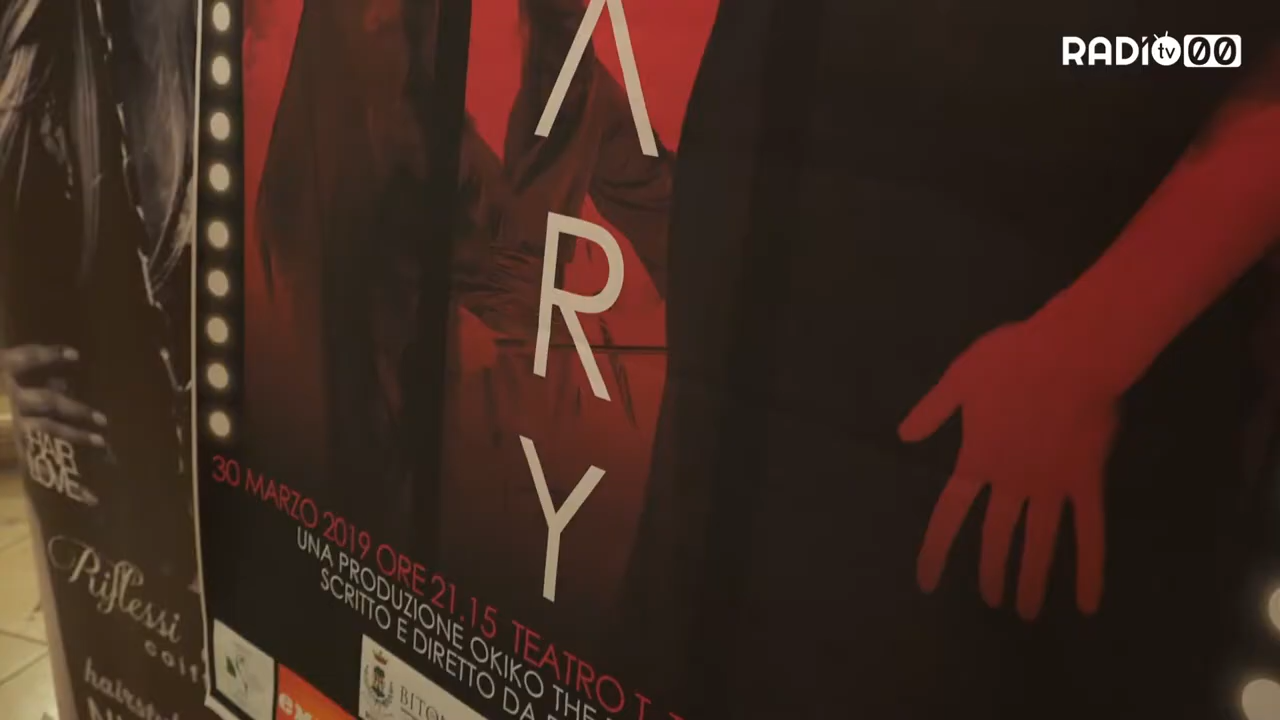 RADIO tv 00
A
R
Y
30 MARZO 2019 ORE 21.15 TEATRO T.
UNA PRODUZIONE OKIKO THE
SCRITTO E DIRETTO DA
HAIR
LOVE
Riflessi